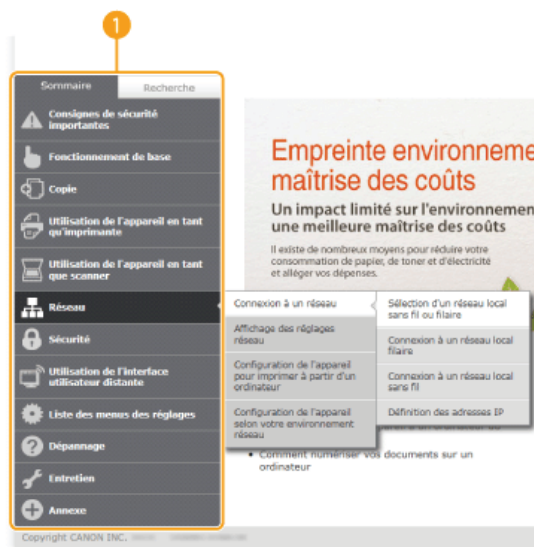 1
Sommaire
Recherche
Consignes de sécurité
importantes
Fonctionnement de base
Copie
Utilisation de l'appareil en tant
qu'imprimante
Utilisation de l'appareil en tant
que scanner
Réseau
Sécurité
Utilisation de l'interface
utilisateur distante
Liste des menus des réglages
Dépannage
Entretien
Annexe
Connexion à un réseau
Affichage des réglages
réseau
Configuration de l'appareil
pour imprimer à partir d'un
ordinateur
Configuration de l'appareil
selon votre environnement
réseau
Sélection d'un réseau local
sans fil ou filaire
Connexion à un réseau local
filaire
Connexion à un réseau local
sans fil
Définition des adresses IP
Empreinte environneme
maîtrise des coûts
Un impact limité sur l'environnemen
une meilleure maîtrise des coûts
Il existe de nombreux moyens pour réduire votre
consommation de papier, de toner et d'électricité
et alléger vos dépenses.
• Comment numériser vos documents sur un
ordinateur
Copyright CANON INC.